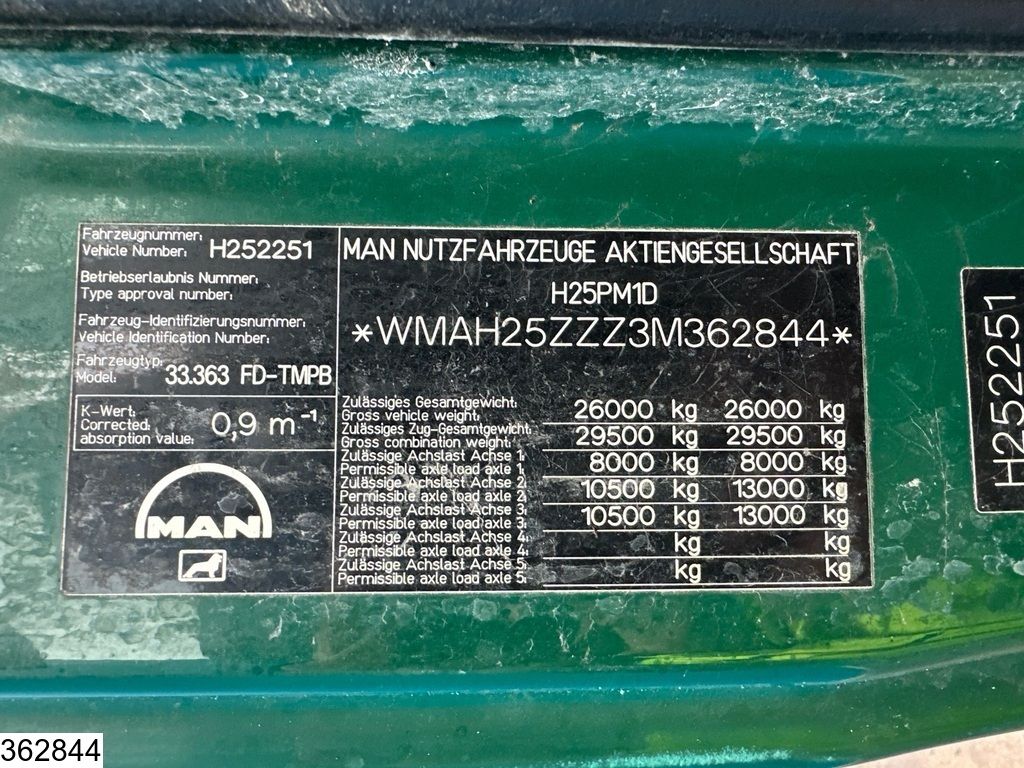 Fahrzeugnummer:
Vehicle Number: H252251
Betriebserlaubnis Nummer:
Type approval number:
Fahrzeug-Identifizierungsnummer:
Vehicle Identification Number:
Fahrzeugtyp:
Model: 33.363 FD-TMPB
K-Wert:
Corrected
absorption value: 0,9 m⁻¹
MAN
MAN NUTZFAHRZEUGE AKTIENGESELLSCHAFT
H25PM1D
*WMAH25ZZZ3M362844*
Zulässiges Gesamtgewicht:
Gross vehicle weight: 26000 kg 26000 kg
Zulässiges Zug-Gesamtgewicht:
Gross combination weight: 29500 kg 29500 kg
Zulässige Achslast Achse 1:
Permissible axle load axle 1: 8000 kg 8000 kg
Zulässige Achslast Achse 2:
Permissible axle load axle 2: 10500 kg 13000 kg
Zulässige Achslast Achse 3:
Permissible axle load axle 3: 10500 kg 13000 kg
Zulässige Achslast Achse 4:
Permissible axle load axle 4: kg kg
Zulässige Achslast Achse 5:
Permissible axle load axle 5: kg kg
H252251
362844